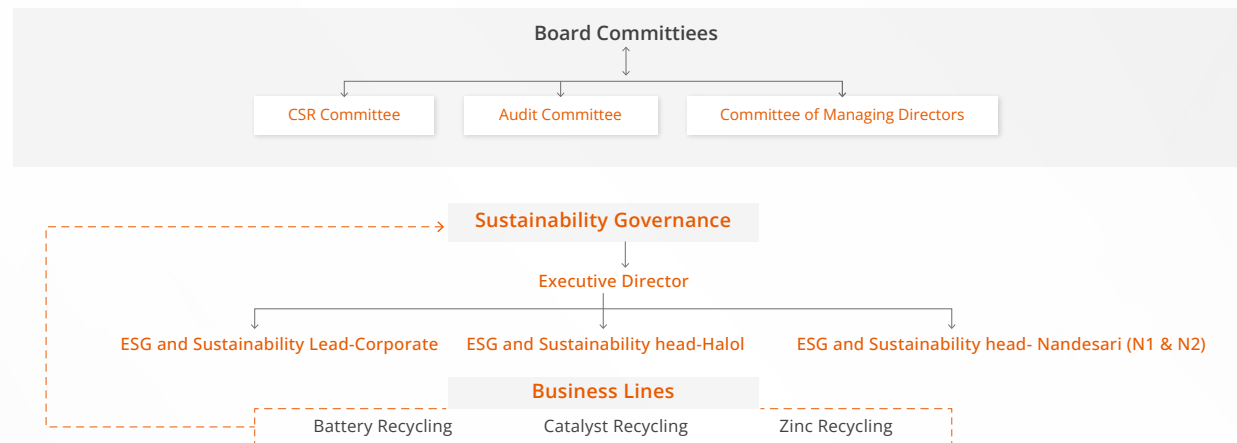 Board Committiees
CSR Committee
Audit Committee
Committee of Managing Directors
Sustainability Governance
Executive Director
ESG and Sustainability Lead-Corporate
ESG and Sustainability head-Halol
ESG and Sustainability head- Nandesari (N1 & N2)
Business Lines
Battery Recycling
Catalyst Recycling
Zinc Recycling